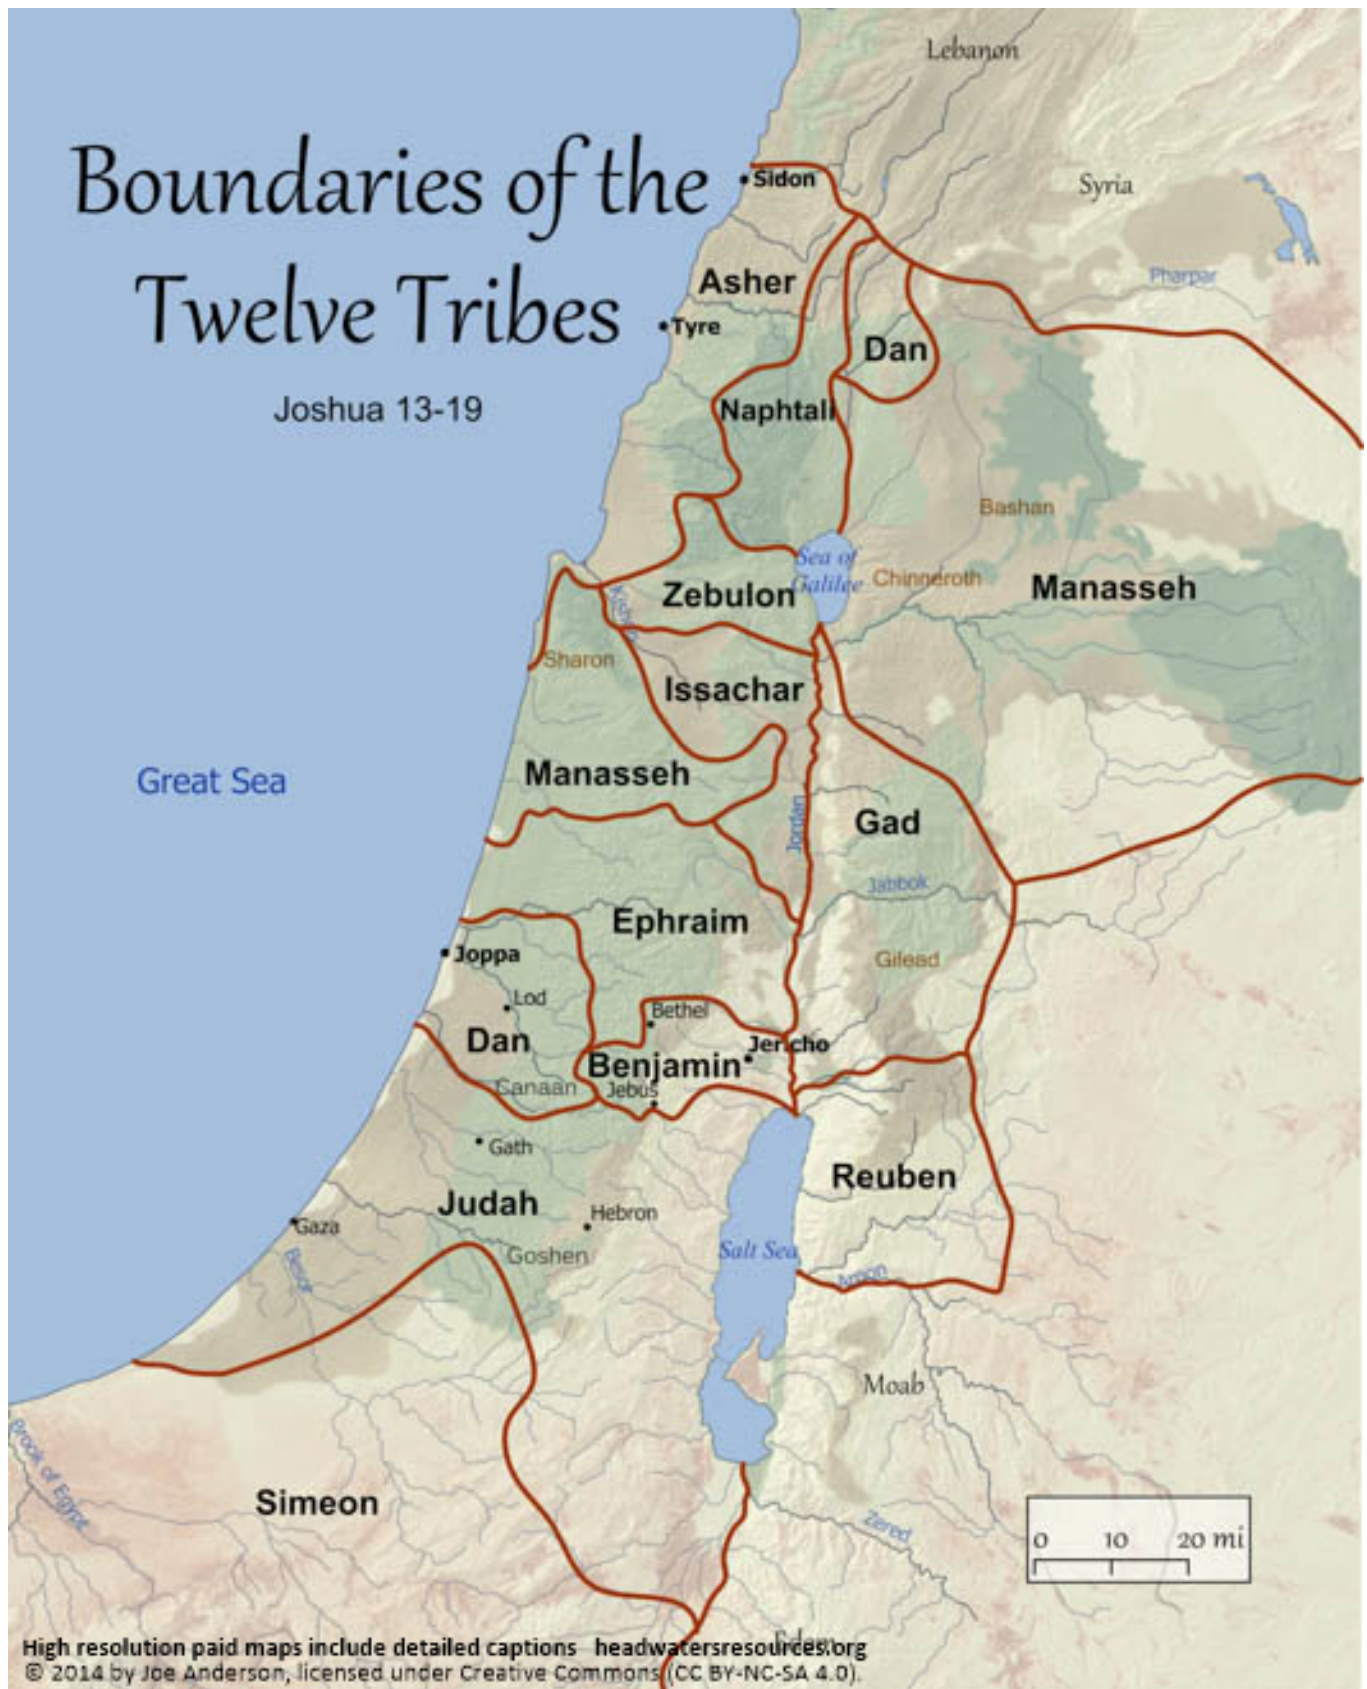 Lebanon
Boundaries of the
Twelve Tribes
Joshua 13-19
Sidon
Syria
Pharpar
Asher
Tyre
Dan
Naphtali
Bashan
Sea of
Galilee
Chinneroth
Manasseh
Zebulon
Kishon
Sharon
Issachar
Great Sea
Manasseh
Jordan
Gad
Jabbok
Ephraim
Gilead
Joppa
Lod
Bethel
Dan
Jericho
Benjamin
Canaan
Jebus
Gath
Reuben
Judah
Hebron
Gaza
Goshen
Salt Sea
Besor
Arnon
Moab
Brook of Egypt
Simeon
Zered
0 10 20 mi
Edom
High resolution paid maps include detailed captions headwatersresources.org
© 2014 by Joe Anderson, licensed under Creative Commons (CC BY-NC-SA 4.0).